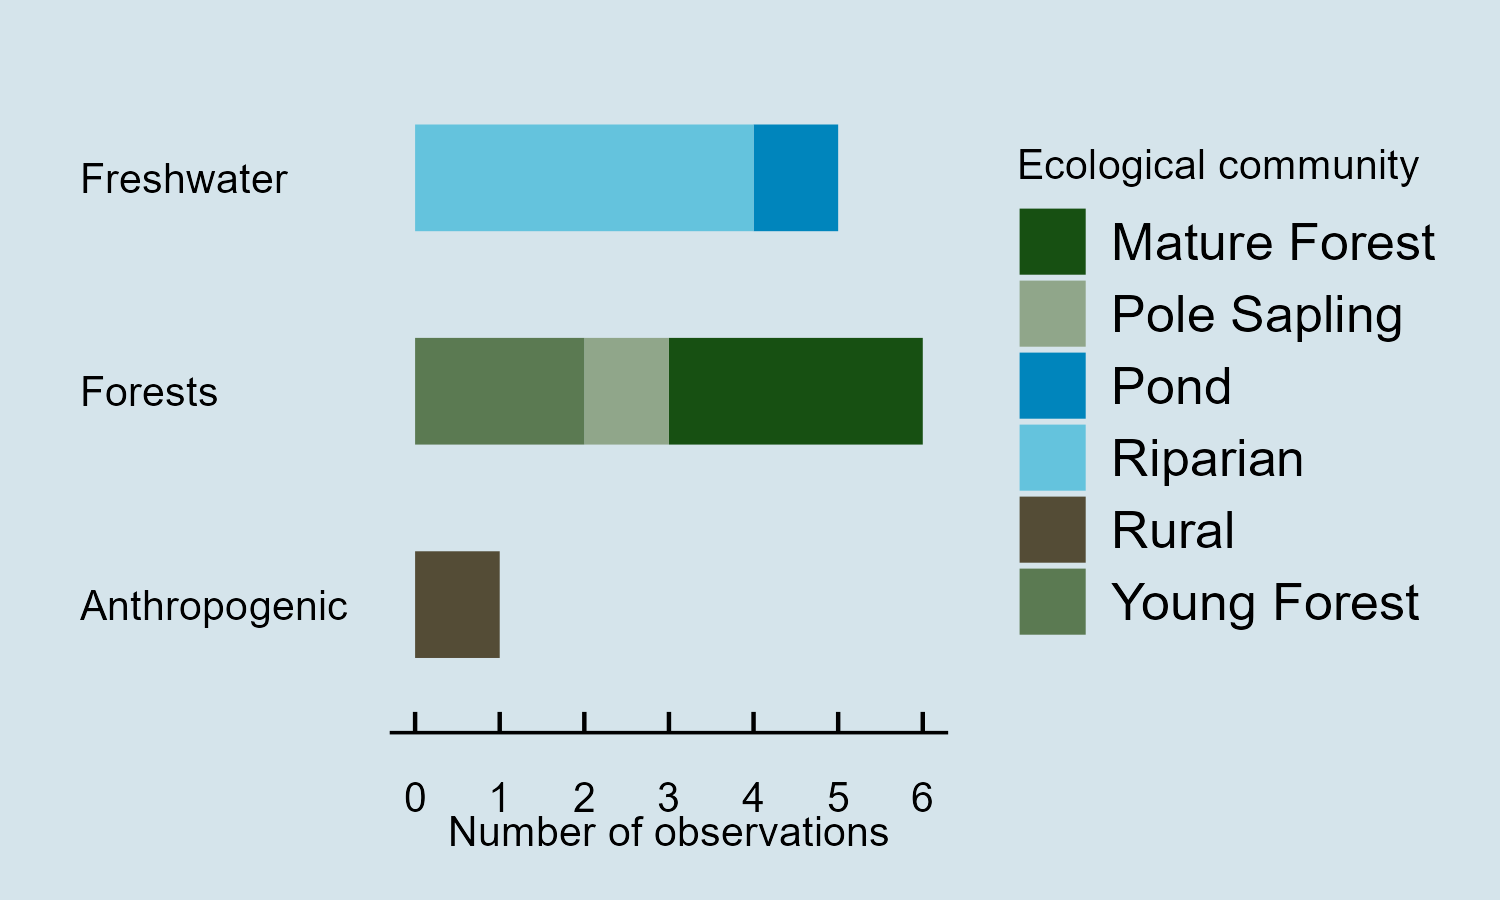 Freshwater
Forests
Anthropogenic
0 1 2 3 4 5 6
Number of observations
Ecological community
Mature Forest
Pole Sapling
Pond
Riparian
Rural
Young Forest